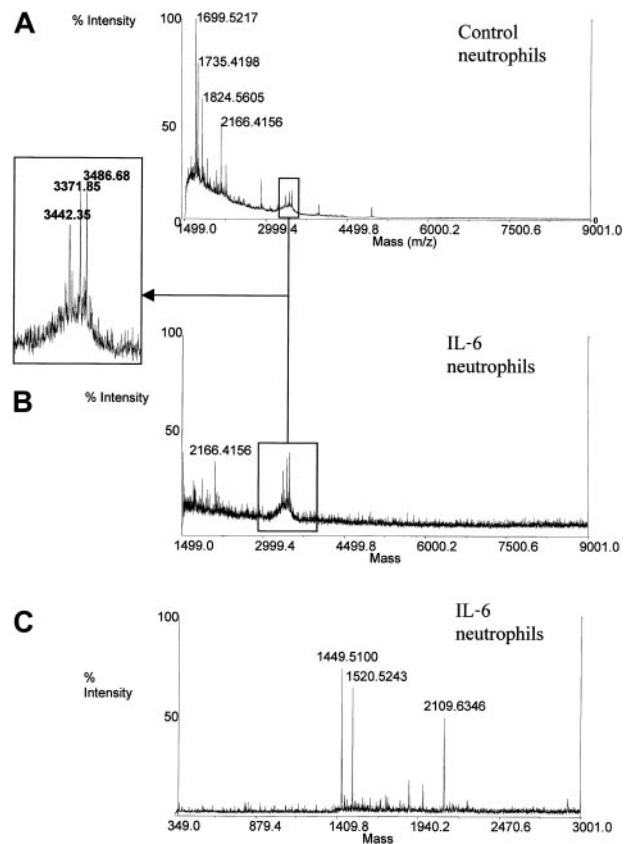 A
% Intensity
Control
neutrophils
100
1699.5217
1735.4198
1824.5605
2166.4156
50
0
0
1499.0 2999.4 4499.8 6000.2 7500.6 9001.0
Mass (m/z)
3486.68
3371.85
3442.35
B
% Intensity
IL-6
neutrophils
100
50
2166.4156
1499.0 2999.4 4499.8 6000.2 7500.6 9001.0
Mass
C
%
Intensity
IL-6
neutrophils
100
1449.5100
1520.5243
2109.6346
50
349.0 879.4 1409.8 1940.2 2470.6 3001.0
Mass